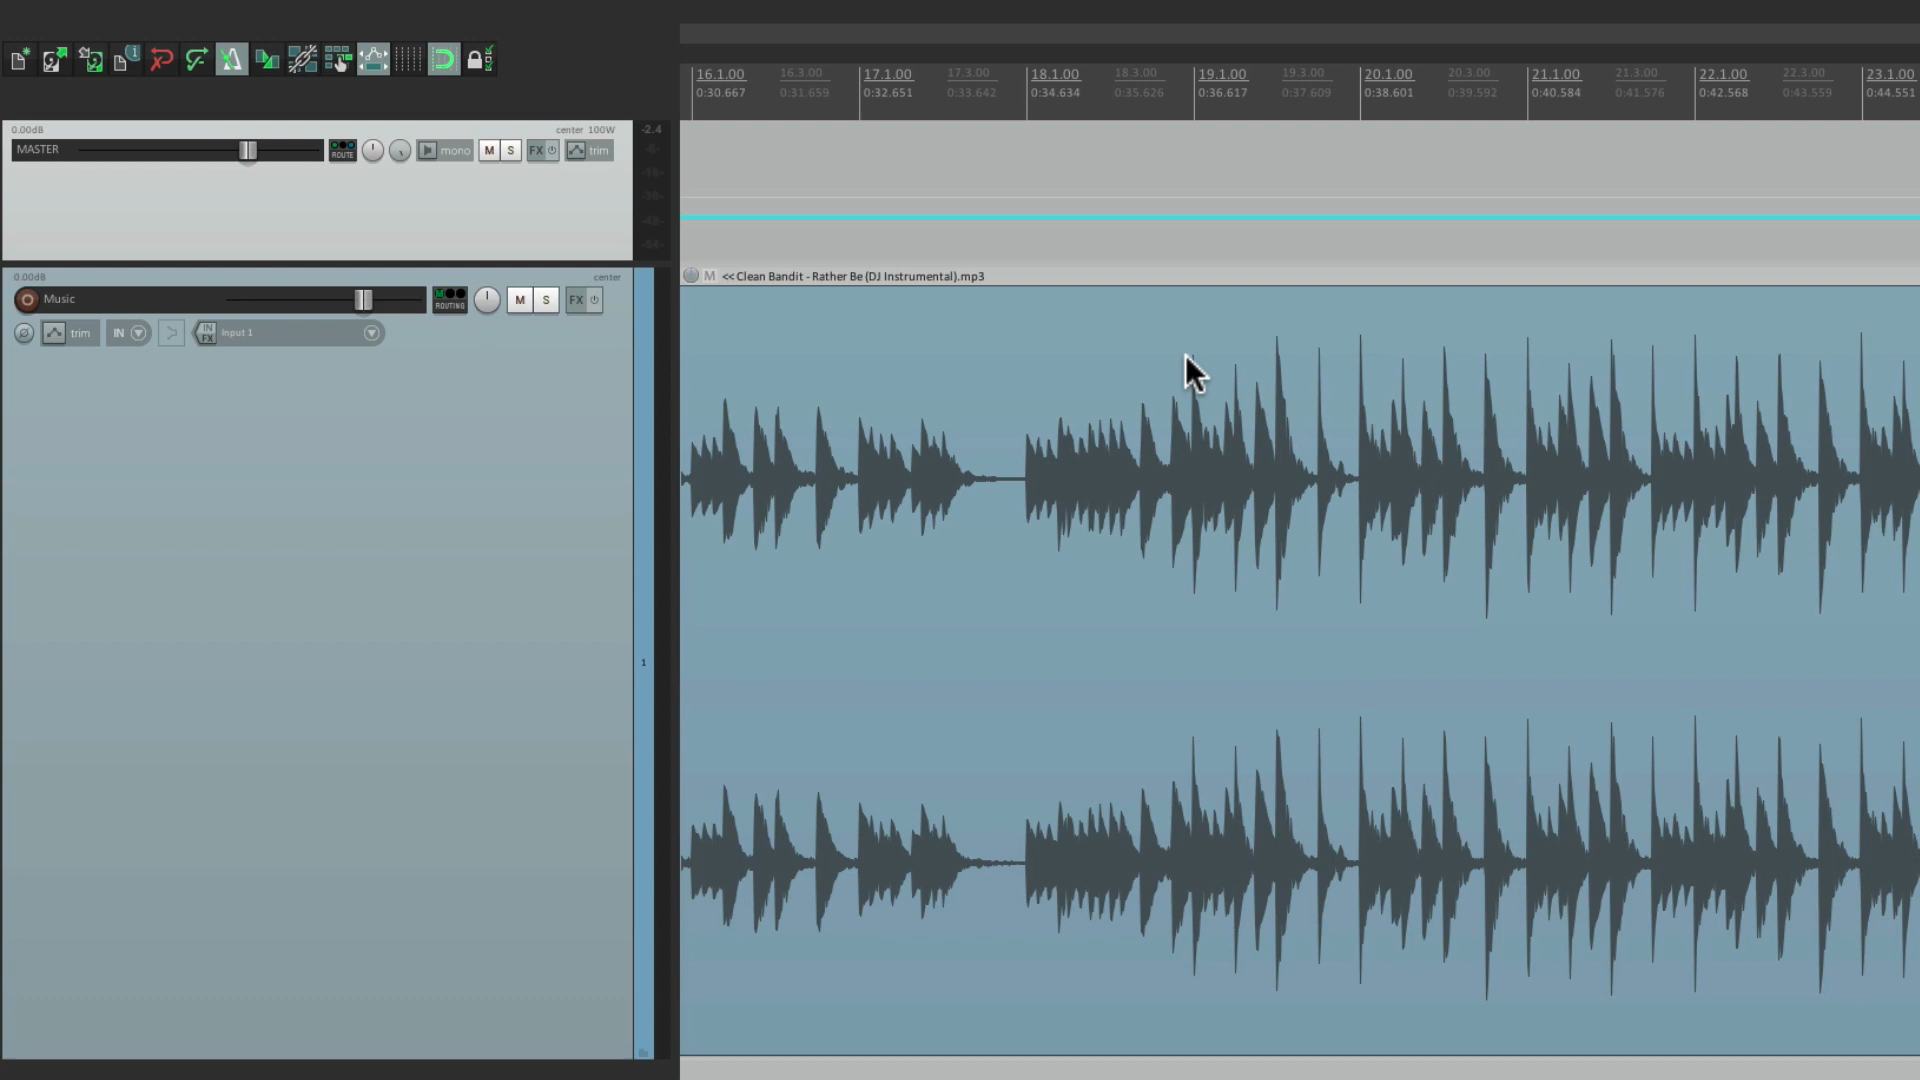 16.1.00 16.3.00 17.1.00 17.3.00 18.1.00 18.3.00 19.1.00 19.3.00 20.1.00 20.3.00 21.1.00 21.3.00 22.1.00 22.3.00 23.1.00
0:30.667 0:31.659 0:32.651 0:33.642 0:34.634 0:35.626 0:36.617 0:37.609 0:38.601 0:39.592 0:40.584 0:41.576 0:42.568 0:43.559 0:44.551
0.00dB center 100W -2.4
MASTER ROUTE mono M S FX trim
-6-
-18-
-30-
-42-
-54-
0.00dB center
M << Clean Bandit - Rather Be (DJ Instrumental).mp3
Music ROUTING M S FX
trim IN IN FX Input 1
1